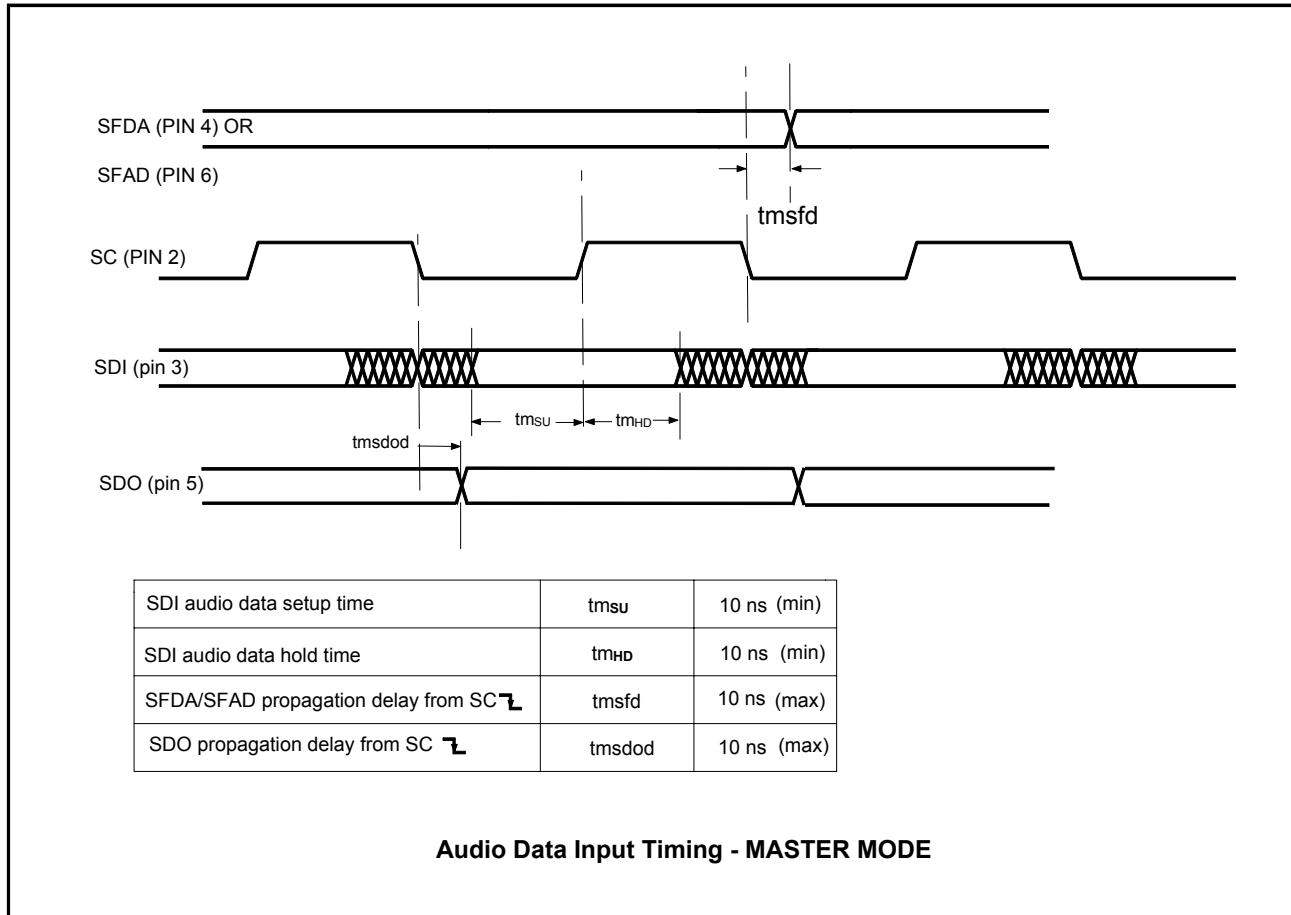 SFDA (PIN 4) OR
SFAD (PIN 6)
tmsfd
SC (PIN 2)
SDI (pin 3)
tmSU
tmHD
tmsdod
SDO (pin 5)
SDI audio data setup time tmSU 10 ns (min)
SDI audio data hold time tmHD 10 ns (min)
SFDA/SFAD propagation delay from SC tmsfd 10 ns (max)
SDO propagation delay from SC tmsdod 10 ns (max)
Audio Data Input Timing - MASTER MODE